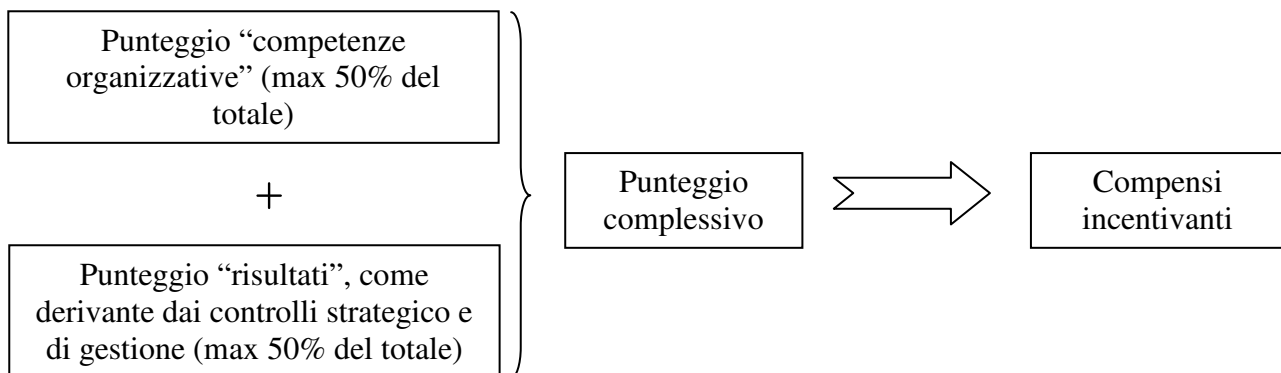 Punteggio “competenze
organizzative” (max 50% del
totale)
+
Punteggio “risultati”, come
derivante dai controlli strategico e
di gestione (max 50% del totale)
Punteggio
complessivo
Compensi
incentivanti